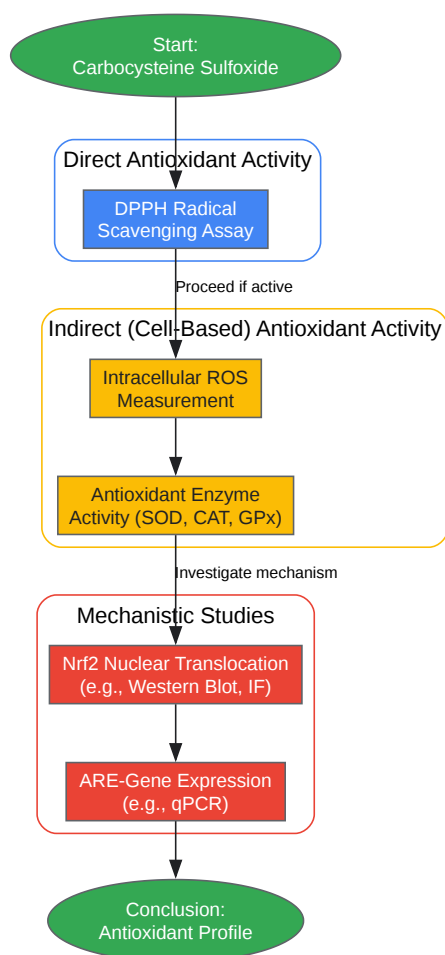 Start:
Carbocysteine Sulfoxide
Direct Antioxidant Activity
DPPH Radical
Scavenging Assay
Proceed if active
Indirect (Cell-Based) Antioxidant Activity
Intracellular ROS
Measurement
Antioxidant Enzyme
Activity (SOD, CAT, GPx)
Investigate mechanism
Mechanistic Studies
Nrf2 Nuclear Translocation
(e.g., Western Blot, IF)
ARE-Gene Expression
(e.g., qPCR)
Conclusion:
Antioxidant Profile